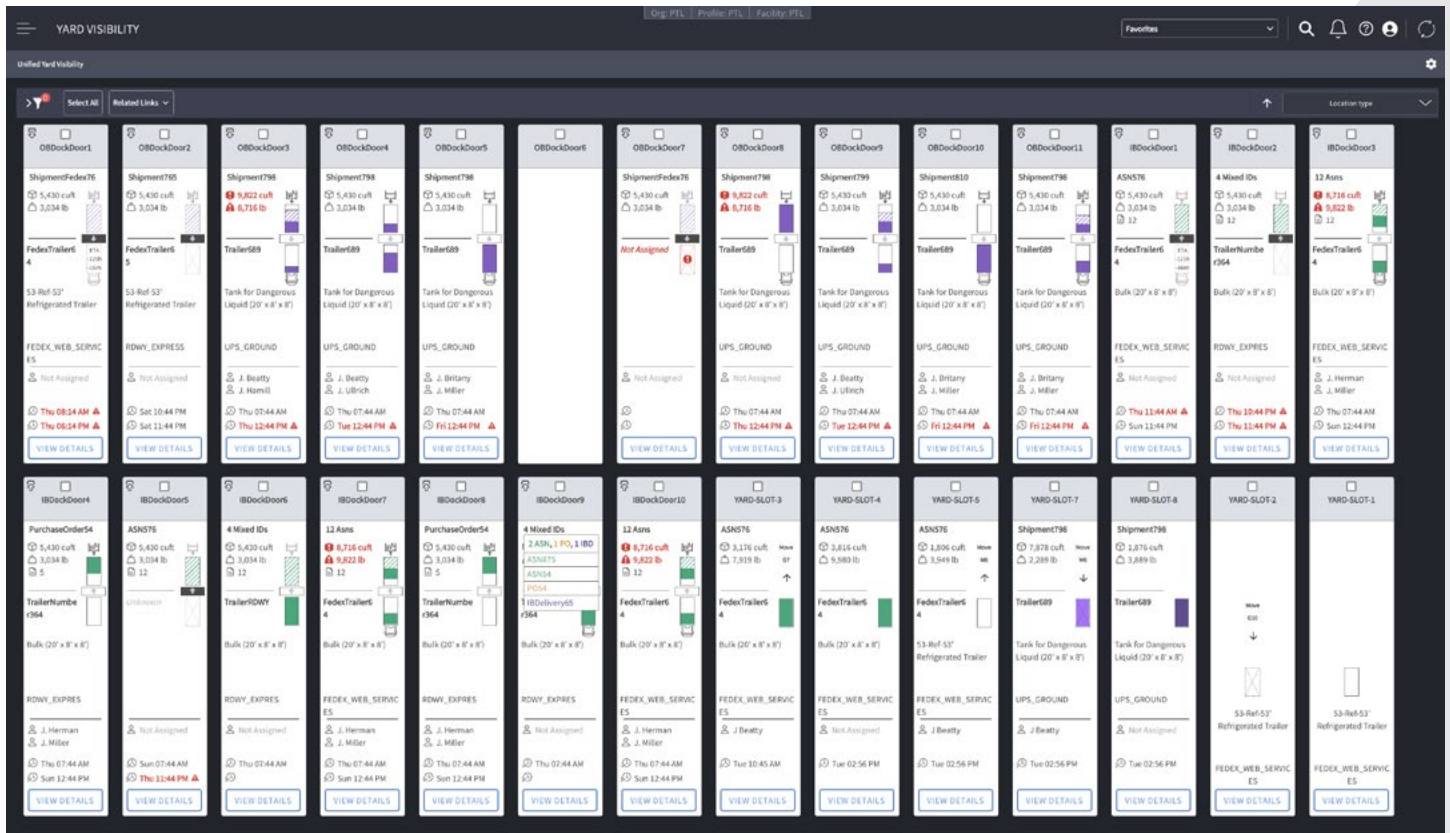 Org: PTL Profile: PTL Facility: PTL
YARD VISIBILITY
Favorites
Unified Yard Visibility
Select All
Related Links
Location type
OBDockDoor1
ShipmentFedex76
5,430 cuft
3,034 lb
FedexTrailer6
4
ETA
53-Ref-53'
Refrigerated Trailer
FEDEX_WEB_SERVIC
ES
Not Assigned
Thu 08:14 AM
Thu 06:14 PM
VIEW DETAILS
OBDockDoor2
Shipment765
5,430 cuft
3,034 lb
FedexTrailer6
5
53-Ref-53'
Refrigerated Trailer
RDWY_EXPRESS
Not Assigned
Sat 10:44 PM
Sat 11:44 PM
VIEW DETAILS
OBDockDoor3
Shipment798
9,822 cuft
8,716 lb
Trailer689
Tank for Dangerous
Liquid (20' x 8' x 8')
UPS_GROUND
J. Beatty
J. Hamill
Thu 07:44 AM
Thu 12:44 PM
VIEW DETAILS
OBDockDoor4
Shipment798
5,430 cuft
3,034 lb
Trailer689
Tank for Dangerous
Liquid (20' x 8' x 8')
UPS_GROUND
J. Beatty
J. Ullrich
Thu 07:44 AM
Tue 12:44 PM
VIEW DETAILS
OBDockDoor5
Shipment798
5,430 cuft
3,034 lb
Trailer689
Tank for Dangerous
Liquid (20' x 8' x 8')
UPS_GROUND
J. Britany
J. Miller
Thu 07:44 AM
Fri 12:44 PM
VIEW DETAILS
OBDockDoor6
OBDockDoor7
ShipmentFedex76
5,430 cuft
3,034 lb
Not Assigned
Not Assigned
VIEW DETAILS
OBDockDoor8
Shipment798
9,822 cuft
8,716 lb
Trailer689
Tank for Dangerous
Liquid (20' x 8' x 8')
UPS_GROUND
Not Assigned
Thu 07:44 AM
Thu 12:44 PM
VIEW DETAILS
OBDockDoor9
Shipment799
5,430 cuft
3,034 lb
Trailer689
Tank for Dangerous
Liquid (20' x 8' x 8')
UPS_GROUND
J. Beatty
J. Ullrich
Thu 07:44 AM
Tue 12:44 PM
VIEW DETAILS
OBDockDoor10
Shipment810
5,430 cuft
3,034 lb
Trailer689
Tank for Dangerous
Liquid (20' x 8' x 8')
UPS_GROUND
J. Britany
J. Miller
Thu 07:44 AM
Fri 12:44 PM
VIEW DETAILS
OBDockDoor11
Shipment798
5,430 cuft
3,034 lb
Trailer689
Tank for Dangerous
Liquid (20' x 8' x 8')
UPS_GROUND
J. Britany
J. Miller
Thu 07:44 AM
Fri 12:44 PM
VIEW DETAILS
IBDockDoor1
ASN576
5,430 cuft
3,034 lb
12
FedexTrailer6
4
ETA
Bulk (20' x 8' x 8')
FEDEX_WEB_SERVIC
ES
Not Assigned
Thu 11:44 AM
Sun 11:44 PM
VIEW DETAILS
IBDockDoor2
4 Mixed IDs
5,430 cuft
3,034 lb
12
TrailerNumbe
r364
Bulk (20' x 8' x 8')
RDWY_EXPRES
Not Assigned
Thu 10:44 PM
Thu 11:44 PM
VIEW DETAILS
IBDockDoor3
12 Asns
8,716 cuft
9,822 lb
12
FedexTrailer6
4
Bulk (20' x 8' x 8')
FEDEX_WEB_SERVIC
ES
J. Herman
J. Miller
Thu 07:44 AM
Sun 12:44 PM
VIEW DETAILS
IBDockDoor4
PurchaseOrder54
5,430 cuft
3,034 lb
5
TrailerNumbe
r364
Bulk (20' x 8' x 8')
RDWY_EXPRES
J. Herman
J. Miller
Thu 07:44 AM
Sun 12:44 PM
VIEW DETAILS
IBDockDoor5
ASN576
5,430 cuft
3,034 lb
12
Unknown
Not Assigned
Sun 07:44 AM
Thu 11:44 PM
VIEW DETAILS
IBDockDoor6
4 Mixed IDs
5,430 cuft
3,034 lb
12
TrailerRDWY
Bulk (20' x 8' x 8')
RDWY_EXPRES
Not Assigned
Thu 07:44 AM
VIEW DETAILS
IBDockDoor7
12 Asns
8,716 cuft
9,822 lb
12
FedexTrailer6
4
Bulk (20' x 8' x 8')
FEDEX_WEB_SERVIC
ES
J. Herman
J. Miller
Thu 07:44 AM
Sun 12:44 PM
VIEW DETAILS
IBDockDoor8
PurchaseOrder54
5,430 cuft
3,034 lb
5
TrailerNumbe
r364
Bulk (20' x 8' x 8')
RDWY_EXPRES
J. Herman
J. Miller
Thu 07:44 AM
Sun 12:44 PM
VIEW DETAILS
IBDockDoor9
4 Mixed IDs
2 ASN, 1 PO, 1 IBD
ASN875
ASN54
PO54
IBDelivery65
r364
Bulk (20' x 8' x 8')
RDWY_EXPRES
Not Assigned
Thu 07:44 AM
VIEW DETAILS
IBDockDoor10
12 Asns
8,716 cuft
9,822 lb
12
FedexTrailer6
4
Bulk (20' x 8' x 8')
FEDEX_WEB_SERVIC
ES
J. Herman
J. Miller
Thu 07:44 AM
Sun 12:44 PM
VIEW DETAILS
YARD-SLOT-3
ASN576
3,176 cuft
Move
7,919 lb
FedexTrailer6
4
Bulk (20' x 8' x 8')
FEDEX_WEB_SERVIC
ES
J Beatty
Tue 10:45 AM
VIEW DETAILS
YARD-SLOT-4
ASN576
3,816 cuft
9,980 lb
FedexTrailer6
4
Bulk (20' x 8' x 8')
FEDEX_WEB_SERVIC
ES
Not Assigned
Tue 02:56 PM
VIEW DETAILS
YARD-SLOT-5
ASN576
1,806 cuft
Move
3,949 lb
FedexTrailer6
4
53-Ref-53'
Refrigerated Trailer
FEDEX_WEB_SERVIC
ES
J Beatty
Tue 02:56 PM
VIEW DETAILS
YARD-SLOT-7
Shipment798
7,878 cuft
Move
2,289 lb
Trailer689
Tank for Dangerous
Liquid (20' x 8' x 8')
UPS_GROUND
J Beatty
Tue 02:56 PM
VIEW DETAILS
YARD-SLOT-8
Shipment798
1,876 cuft
3,889 lb
Trailer689
Tank for Dangerous
Liquid (20' x 8' x 8')
UPS_GROUND
Not Assigned
Tue 02:56 PM
VIEW DETAILS
YARD-SLOT-2
Move
53-Ref-53'
Refrigerated Trailer
FEDEX_WEB_SERVIC
ES
VIEW DETAILS
YARD-SLOT-1
53-Ref-53'
Refrigerated Trailer
FEDEX_WEB_SERVIC
ES
VIEW DETAILS